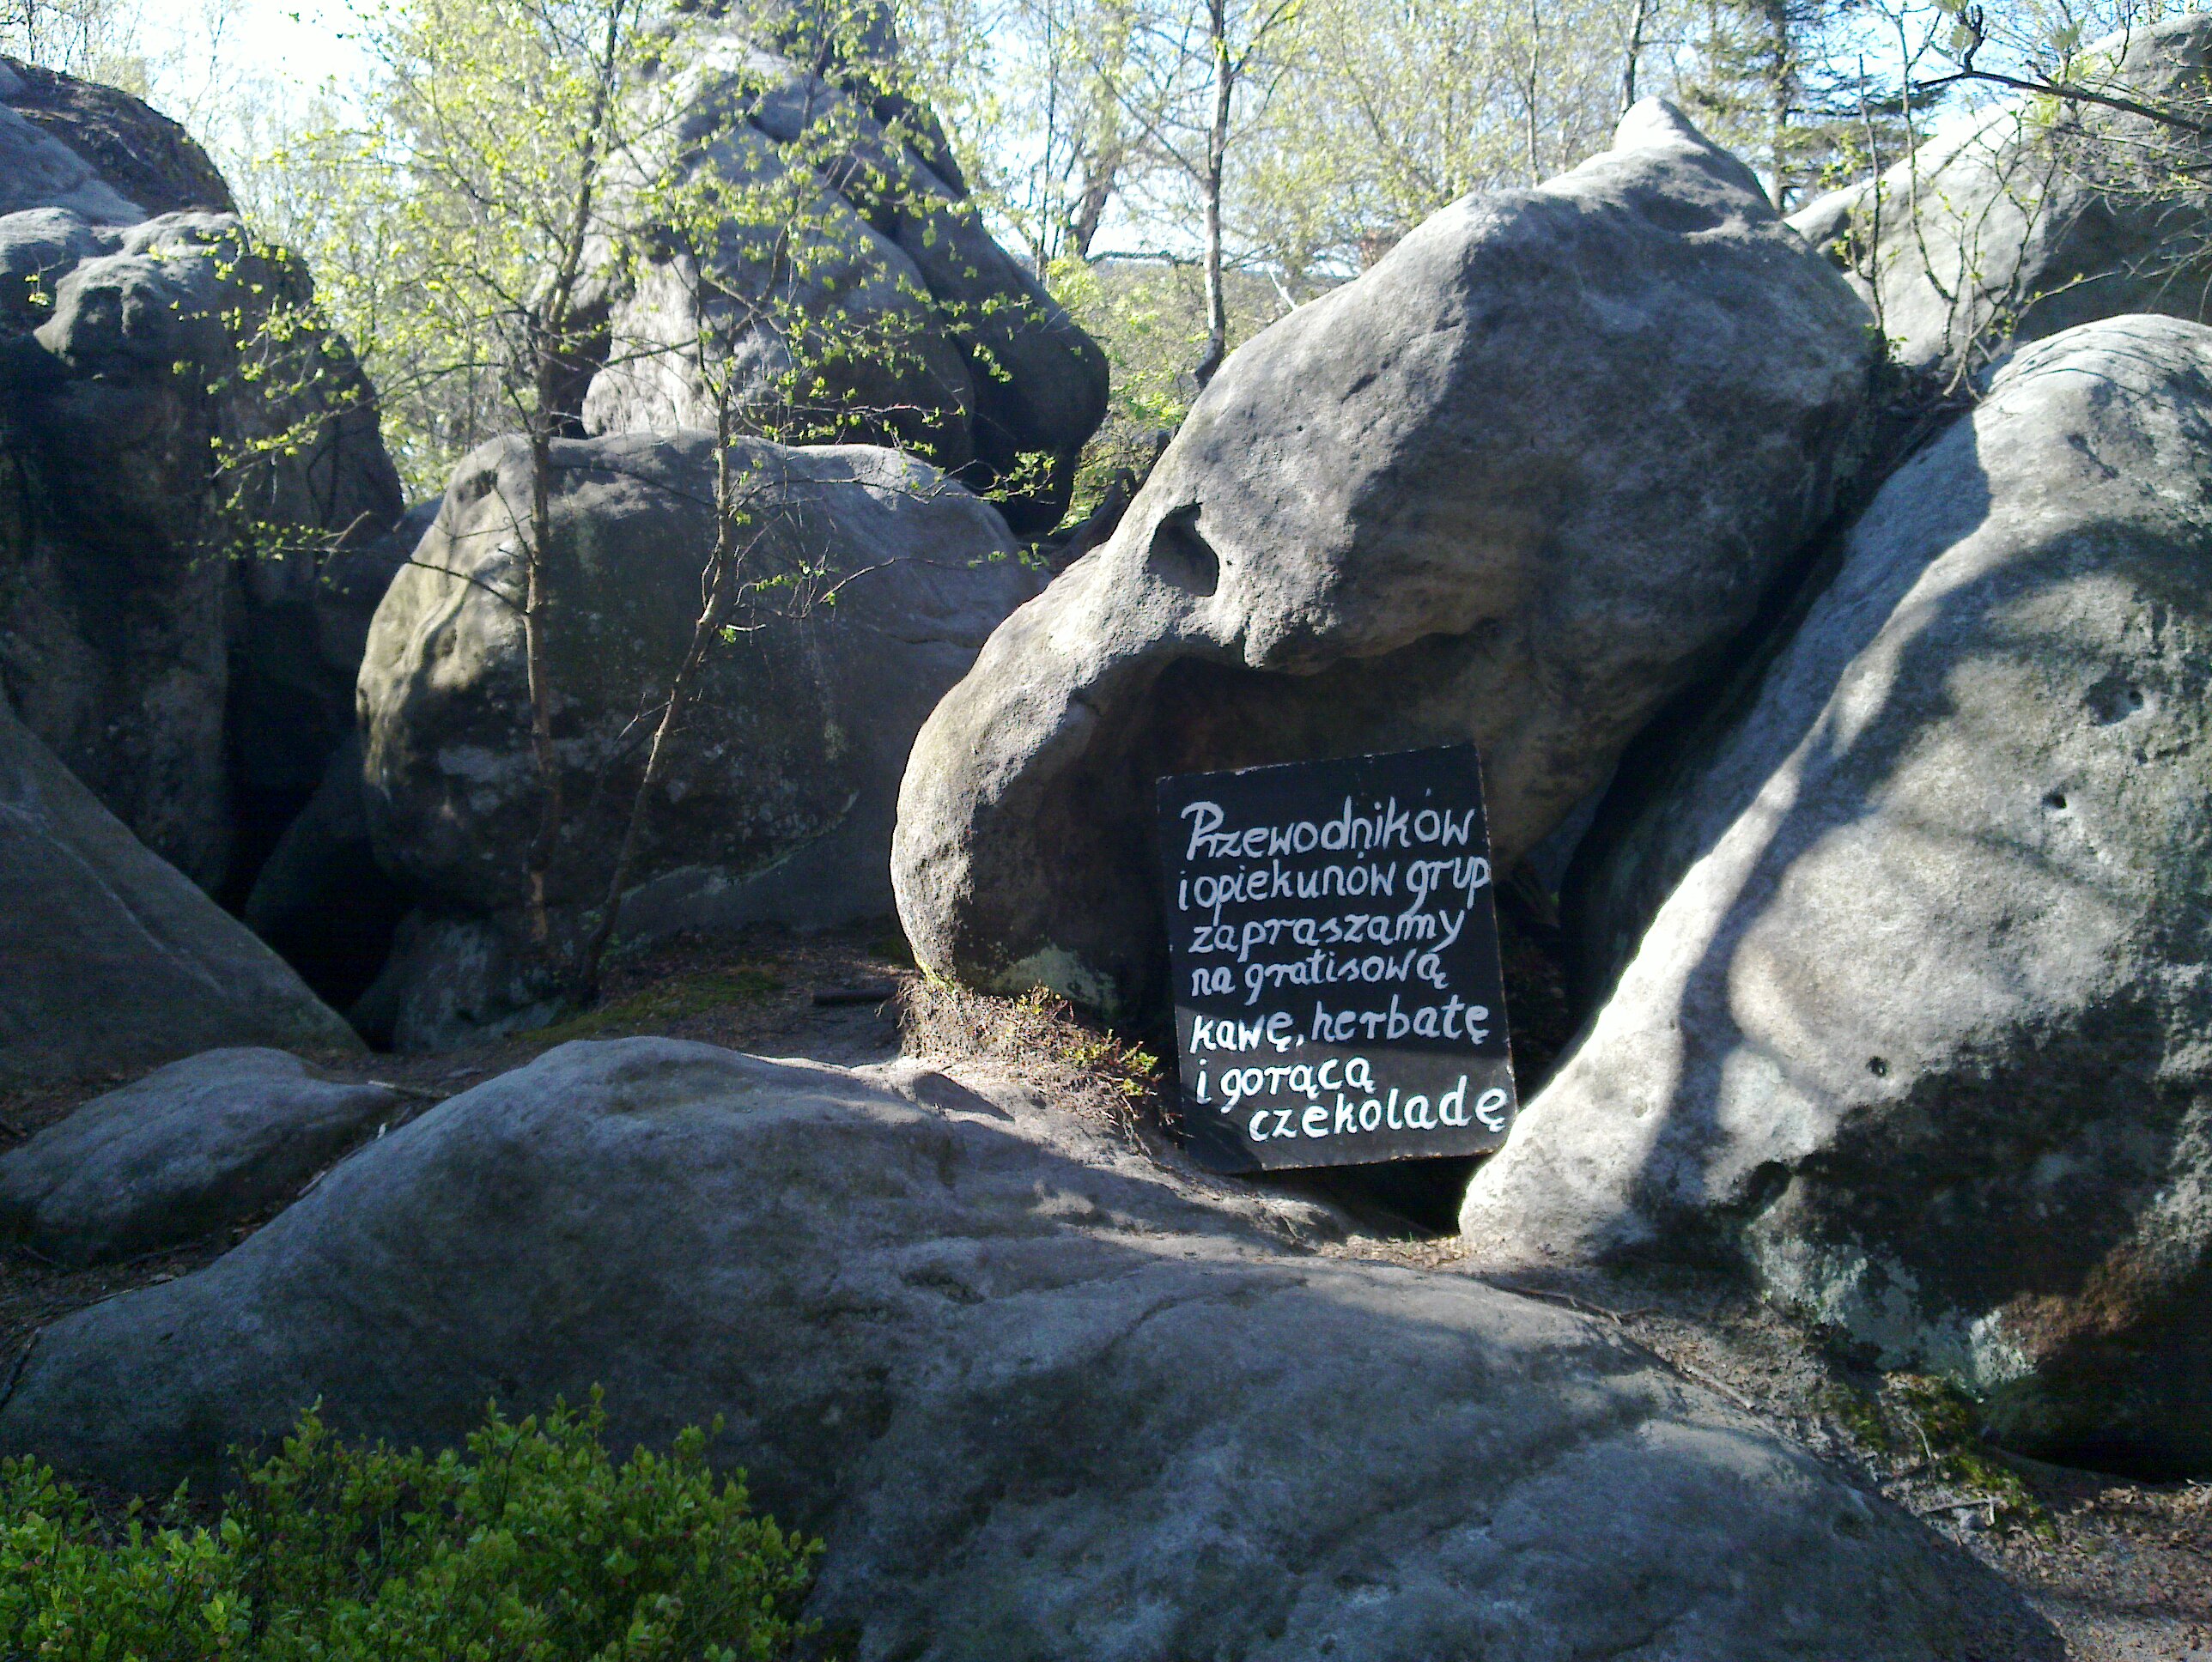 Przewodników
i opiekunów grup
zapraszamy
na gratisową
kawę, herbatę
i gorącą
czekoladę